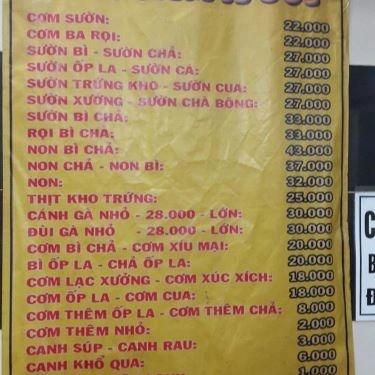 CƠM SƯỜN: 22.000
CƠM BA RỌI: 22.000
SƯỜN BÌ - SƯỜN CHẢ: 27.000
SƯỜN ỐP LA - SƯỜN CÁ: 27.000
SƯỜN TRỨNG KHO - SƯỜN CUA: 27.000
SƯỜN XƯỚNG - SƯỜN CHÀ BÔNG: 27.000
SƯỜN BÌ CHẢ: 33.000
RỌI BÌ CHẢ: 33.000
NON BÌ CHẢ: 43.000
NON CHẢ - NON BÌ: 37.000
NON: 32.000
THỊT KHO TRỨNG: 25.000
CÁNH GÀ NHỎ - 28.000 - LỚN: 30.000
ĐÙI GÀ NHỎ - 28.000 - LỚN: 30.000
CƠM BÌ CHẢ - CƠM XÍU MẠI: 20.000
BÌ ỐP LA - CHẢ ỐP LA: 20.000
CƠM LẠC XƯỞNG - CƠM XÚC XÍCH: 18.000
CƠM ỐP LA - CƠM CUA: 18.000
CƠM THÊM ỐP LA - CƠM THÊM CHẢ: 8.000
CƠM THÊM NHỎ: 2.000
CANH SÚP - CANH RAU: 3.000
CANH KHỔ QUA: 6.000
1.000